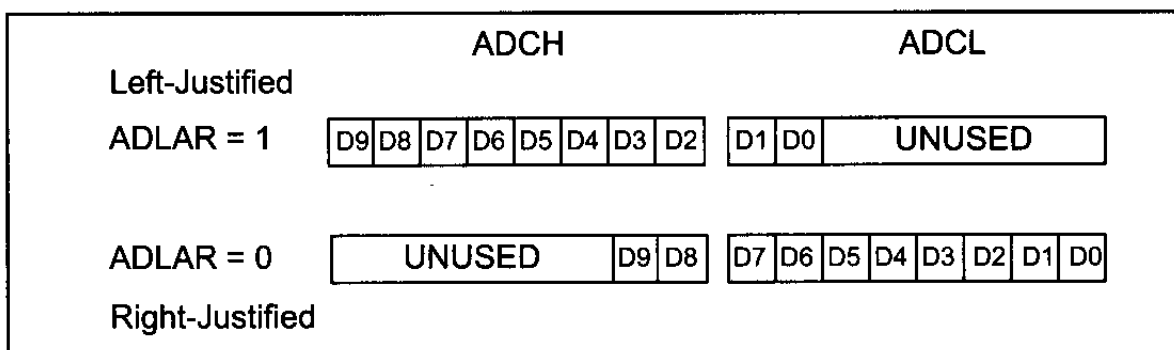 ADCH ADCL
Left-Justified
ADLAR = 1 D9 D8 D7 D6 D5 D4 D3 D2 D1 D0 UNUSED
ADLAR = 0 UNUSED D9 D8 D7 D6 D5 D4 D3 D2 D1 D0
Right-Justified